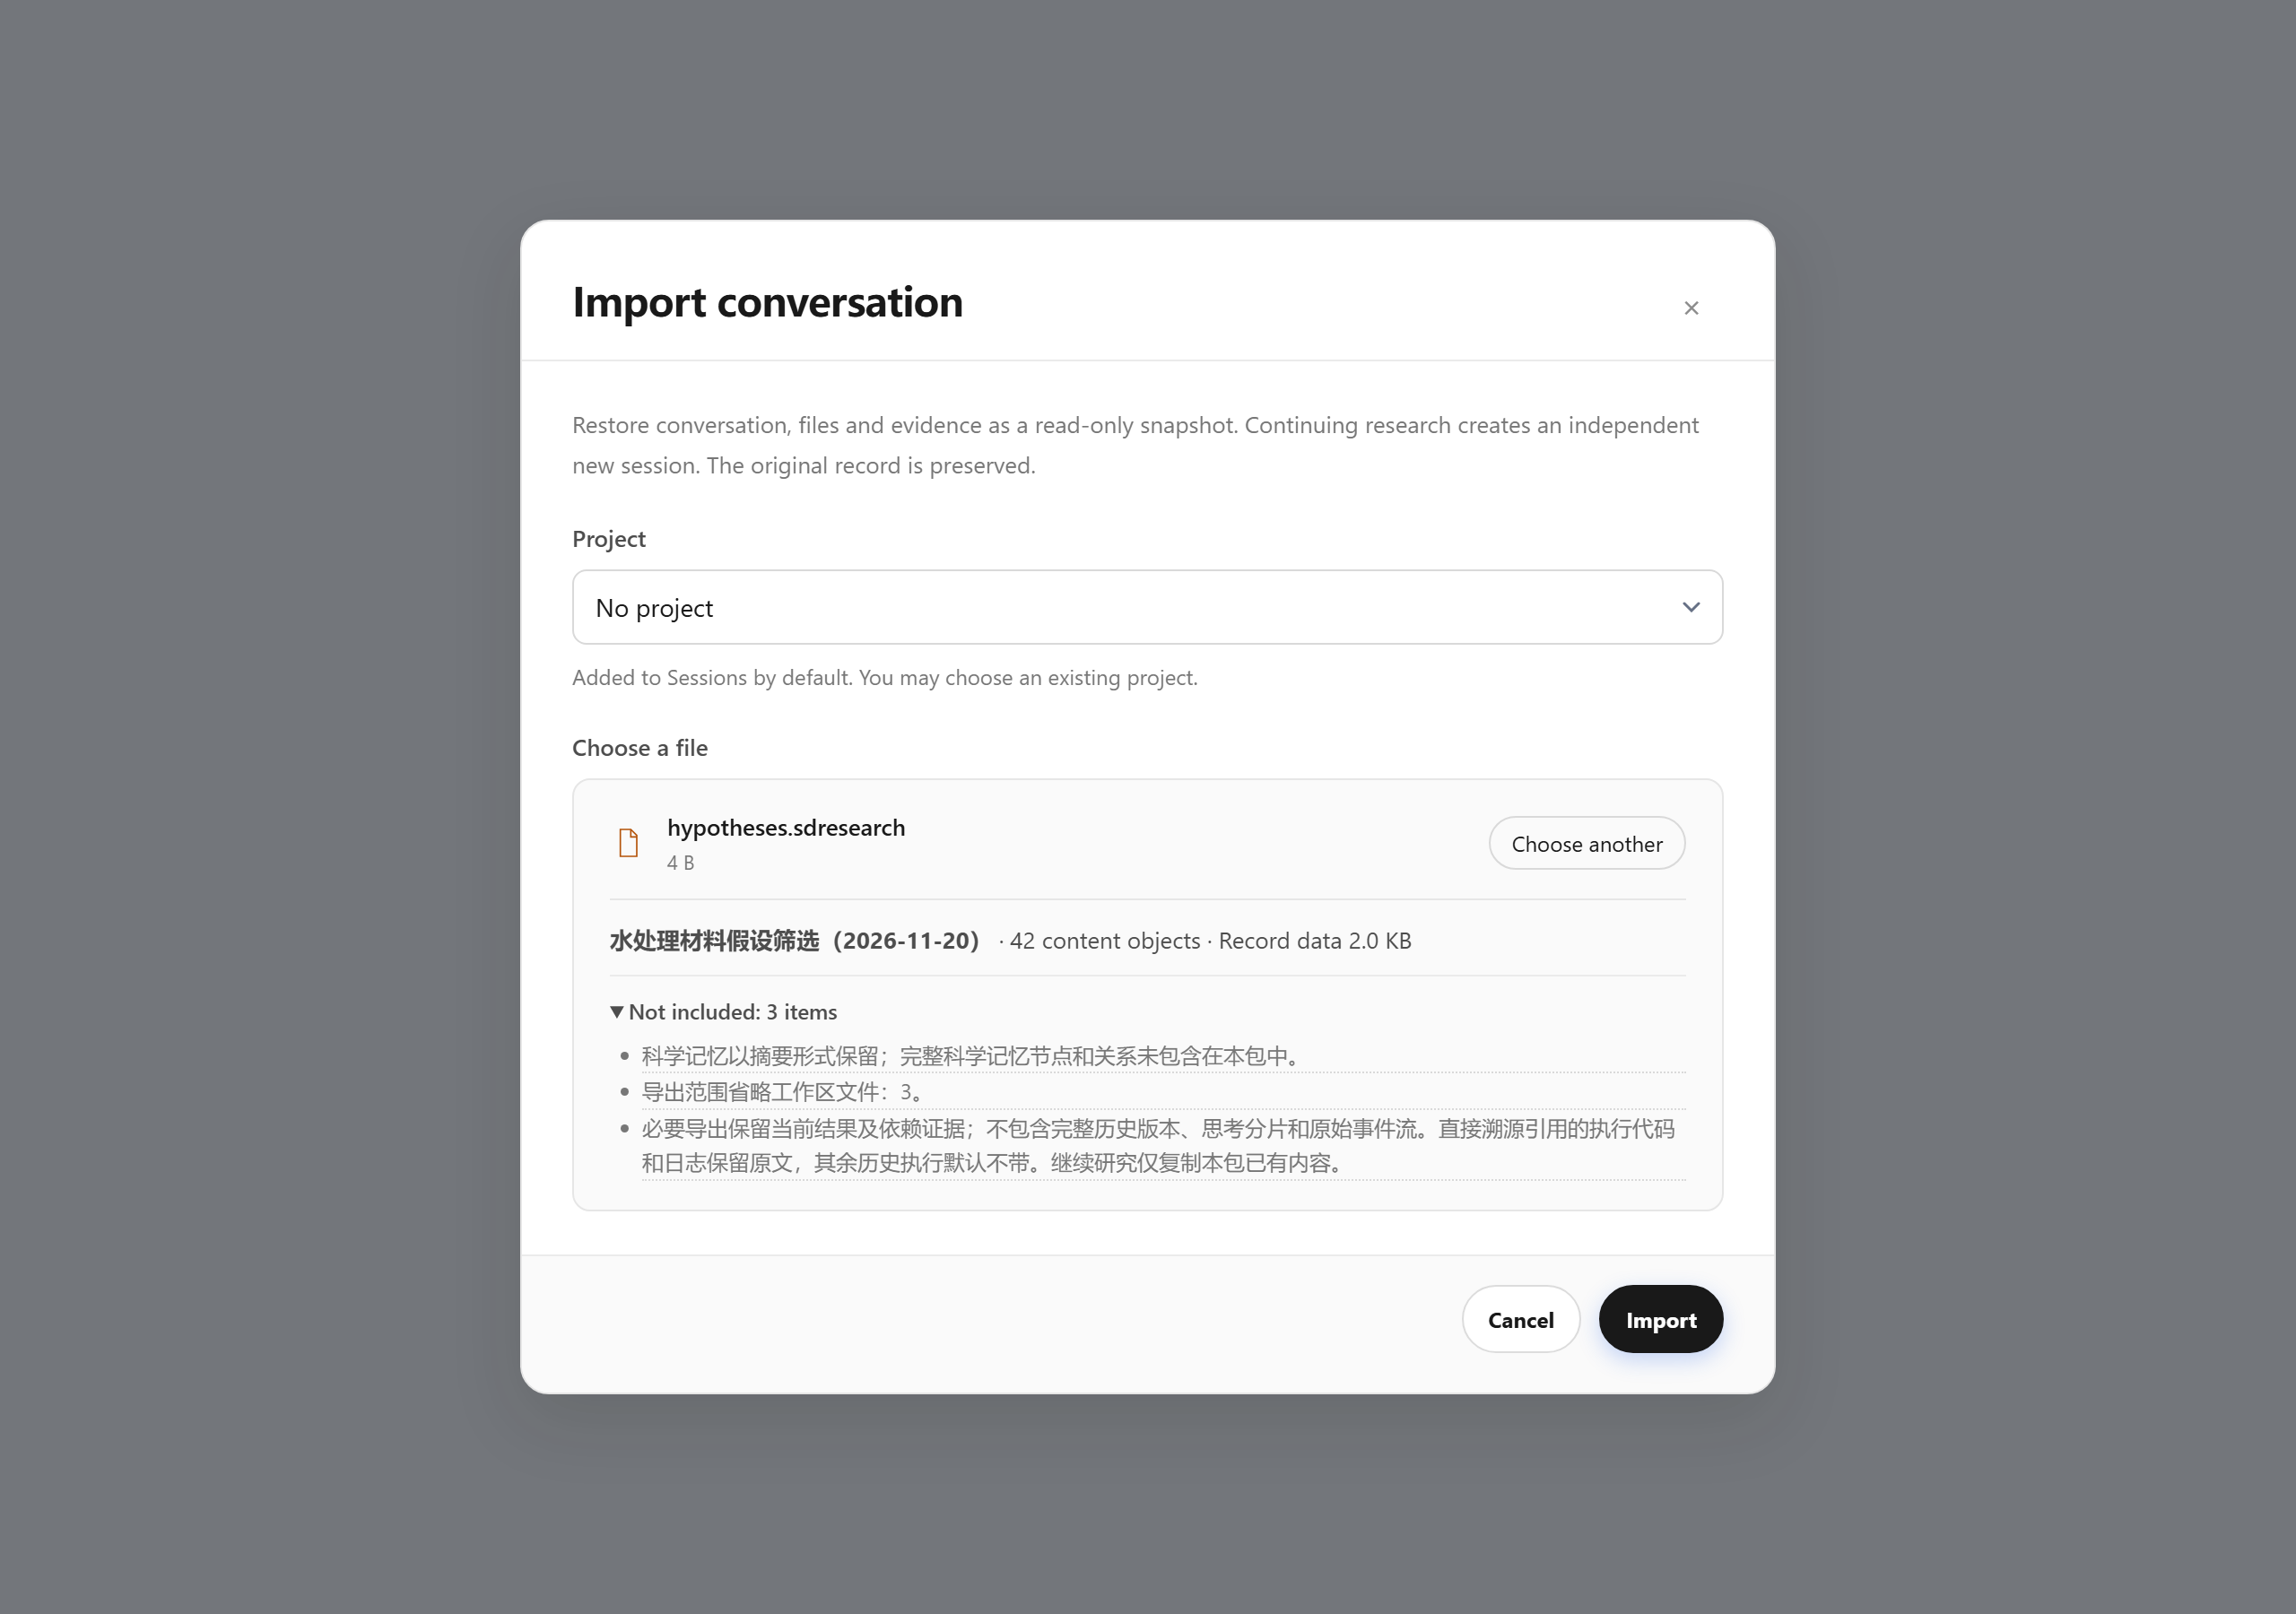 Import conversation
×
Restore conversation, files and evidence as a read-only snapshot. Continuing research creates an independent
new session. The original record is preserved.
Project
No project
Added to Sessions by default. You may choose an existing project.
Choose a file
hypotheses.sdresearch
4 B
Choose another
水处理材料假设筛选（2026-11-20） · 42 content objects · Record data 2.0 KB
▼ Not included: 3 items
• 科学记忆以摘要形式保留；完整科学记忆节点和关系未包含在本包中。
• 导出范围省略工作区文件：3。
• 必要导出保留当前结果及依赖证据；不包含完整历史版本、思考分片和原始事件流。直接溯源引用的执行代码
和日志保留原文，其余历史执行默认不带。继续研究仅复制本包已有内容。
Cancel
Import